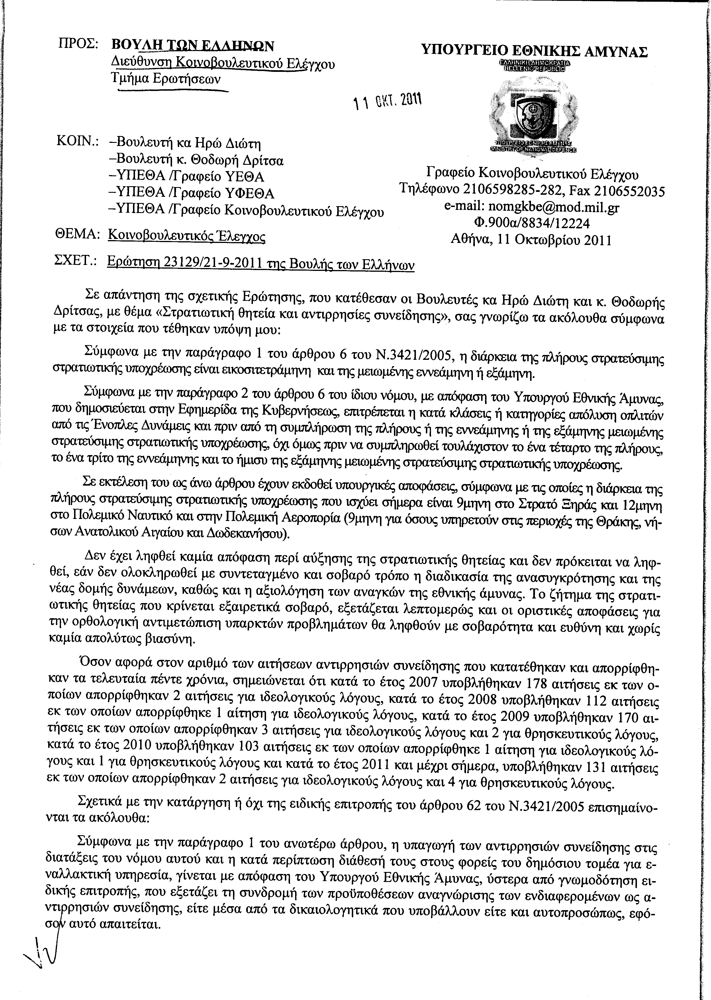 ΠΡΟΣ: ΒΟΥΛΗ ΤΩΝ ΕΛΛΗΝΩΝ
Διεύθυνση Κοινοβουλευτικού Ελέγχου
Τμήμα Ερωτήσεων
ΥΠΟΥΡΓΕΙΟ ΕΘΝΙΚΗΣ ΑΜΥΝΑΣ
ΕΛΛΗΝΙΚΗ ΔΗΜΟΚΡΑΤΙΑ
HELLENIC REPUBLIC
11 ΟΚΤ. 2011
ΥΠΟΥΡΓΕΙΟ ΕΘΝΙΚΗΣ ΑΜΥΝΑΣ
MINISTRY OF NATIONAL DEFENCE
ΚΟΙΝ.: –Βουλευτή κα Ηρώ Διώτη
–Βουλευτή κ. Θοδωρή Δρίτσα
–ΥΠΕΘΑ /Γραφείο ΥΕΘΑ
–ΥΠΕΘΑ /Γραφείο ΥΦΕΘΑ
–ΥΠΕΘΑ /Γραφείο Κοινοβουλευτικού Ελέγχου
Γραφείο Κοινοβουλευτικού Ελέγχου
Τηλέφωνο 2106598285-282, Fax 2106552035
e-mail: nomgkbe@mod.mil.gr
Φ.900α/8834/12224
Αθήνα, 11 Οκτωβρίου 2011
ΘΕΜΑ: Κοινοβουλευτικός Έλεγχος
ΣΧΕΤ.: Ερώτηση 23129/21-9-2011 της Βουλής των Ελλήνων
Σε απάντηση της σχετικής Ερώτησης, που κατέθεσαν οι Βουλευτές κα Ηρώ Διώτη και κ. Θοδωρής
Δρίτσας, με θέμα «Στρατιωτική θητεία και αντιρρησίες συνείδησης», σας γνωρίζω τα ακόλουθα σύμφωνα
με τα στοιχεία που τέθηκαν υπόψη μου:
Σύμφωνα με την παράγραφο 1 του άρθρου 6 του Ν.3421/2005, η διάρκεια της πλήρους στρατεύσιμης
στρατιωτικής υποχρέωσης είναι εικοσιτετράμηνη και της μειωμένης εννεάμηνη ή εξάμηνη.
Σύμφωνα με την παράγραφο 2 του άρθρου 6 του ίδιου νόμου, με απόφαση του Υπουργού Εθνικής Άμυνας,
που δημοσιεύεται στην Εφημερίδα της Κυβερνήσεως, επιτρέπεται η κατά κλάσεις ή κατηγορίες απόλυση οπλιτών
από τις Ένοπλες Δυνάμεις και πριν από τη συμπλήρωση της πλήρους ή της εννεάμηνης ή της εξάμηνης μειωμένης
στρατεύσιμης στρατιωτικής υποχρέωσης, όχι όμως πριν να συμπληρωθεί τουλάχιστον το ένα τέταρτο της πλήρους,
το ένα τρίτο της εννεάμηνης και το ήμισυ της εξάμηνης μειωμένης στρατεύσιμης στρατιωτικής υποχρέωσης.
Σε εκτέλεση του ως άνω άρθρου έχουν εκδοθεί υπουργικές αποφάσεις, σύμφωνα με τις οποίες η διάρκεια της
πλήρους στρατεύσιμης στρατιωτικής υποχρέωσης που ισχύει σήμερα είναι 9μηνη στο Στρατό Ξηράς και 12μηνη
στο Πολεμικό Ναυτικό και στην Πολεμική Αεροπορία (9μηνη για όσους υπηρετούν στις περιοχές της Θράκης, νή-
σων Ανατολικού Αιγαίου και Δωδεκανήσου).
Δεν έχει ληφθεί καμία απόφαση περί αύξησης της στρατιωτικής θητείας και δεν πρόκειται να ληφ-
θεί, εάν δεν ολοκληρωθεί με συντεταγμένο και σοβαρό τρόπο η διαδικασία της ανασυγκρότησης και της
νέας δομής δυνάμεων, καθώς και η αξιολόγηση των αναγκών της εθνικής άμυνας. Το ζήτημα της στρατι-
ωτικής θητείας που κρίνεται εξαιρετικά σοβαρό, εξετάζεται λεπτομερώς και οι οριστικές αποφάσεις για
την ορθολογική αντιμετώπιση υπαρκτών προβλημάτων θα ληφθούν με σοβαρότητα και ευθύνη και χωρίς
καμία απολύτως βιασύνη.
Όσον αφορά στον αριθμό των αιτήσεων αντιρρησιών συνείδησης που κατατέθηκαν και απορρίφθη-
καν τα τελευταία πέντε χρόνια, σημειώνεται ότι κατά το έτος 2007 υποβλήθηκαν 178 αιτήσεις εκ των ο-
ποίων απορρίφθηκαν 2 αιτήσεις για ιδεολογικούς λόγους, κατά το έτος 2008 υποβλήθηκαν 112 αιτήσεις
εκ των οποίων απορρίφθηκε 1 αίτηση για ιδεολογικούς λόγους, κατά το έτος 2009 υποβλήθηκαν 170 αι-
τήσεις εκ των οποίων απορρίφθηκαν 3 αιτήσεις για ιδεολογικούς λόγους και 2 για θρησκευτικούς λόγους,
κατά το έτος 2010 υποβλήθηκαν 103 αιτήσεις εκ των οποίων απορρίφθηκε 1 αίτηση για ιδεολογικούς λό-
γους και 1 για θρησκευτικούς λόγους και κατά το έτος 2011 και μέχρι σήμερα, υποβλήθηκαν 131 αιτήσεις
εκ των οποίων απορρίφθηκαν 2 αιτήσεις για ιδεολογικούς λόγους και 4 για θρησκευτικούς λόγους.
Σχετικά με την κατάργηση ή όχι της ειδικής επιτροπής του άρθρου 62 του Ν.3421/2005 επισημαίνο-
νται τα ακόλουθα:
Σύμφωνα με την παράγραφο 1 του ανωτέρω άρθρου, η υπαγωγή των αντιρρησιών συνείδησης στις
διατάξεις του νόμου αυτού και η κατά περίπτωση διάθεσή τους στους φορείς του δημόσιου τομέα για ε-
ναλλακτική υπηρεσία, γίνεται με απόφαση του Υπουργού Εθνικής Άμυνας, ύστερα από γνωμοδότηση ει-
δικής επιτροπής, που εξετάζει τη συνδρομή των προϋποθέσεων αναγνώρισης των ενδιαφερομένων ως α-
ντιρρησιών συνείδησης, είτε μέσα από τα δικαιολογητικά που υποβάλλουν είτε και αυτοπροσώπως, εφό-
σον αυτό απαιτείται.